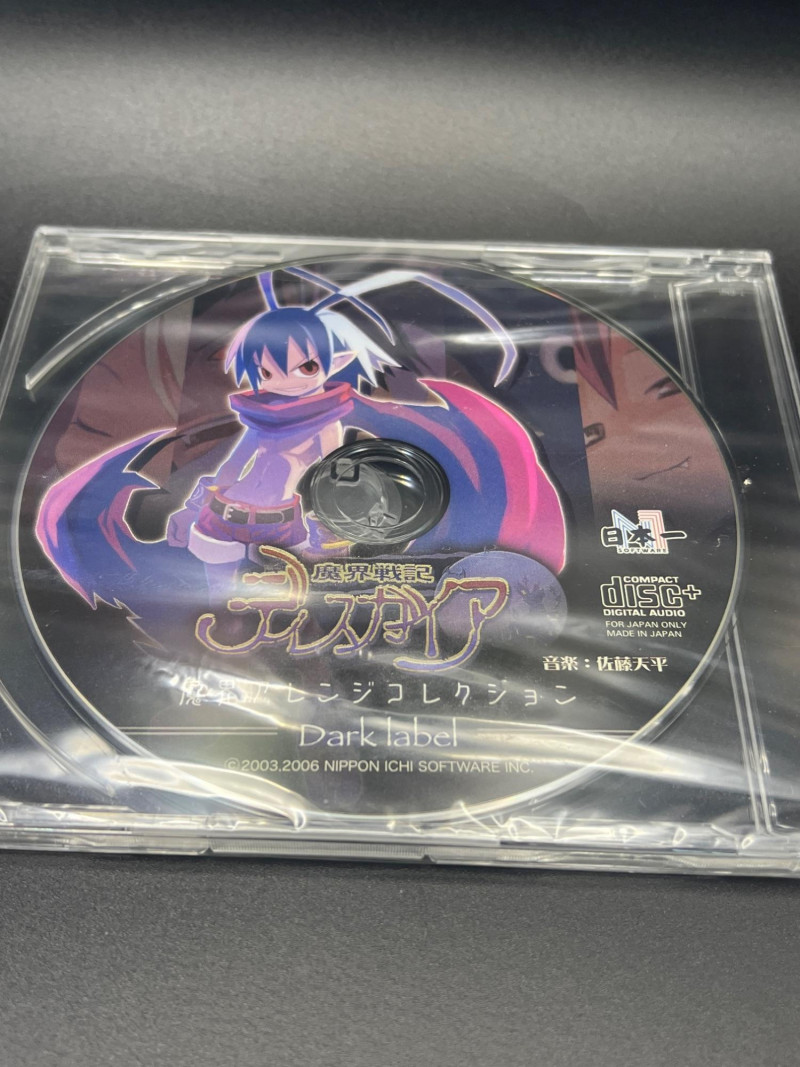 魔界戦記
ディスガイア
日本一
SOFTWARE
COMPACT
disc+
DIGITAL AUDIO
FOR JAPAN ONLY
MADE IN JAPAN
音楽:佐藤天平
魔界アレンジコレクション
Dark label
©2003,2006 NIPPON ICHI SOFTWARE INC.